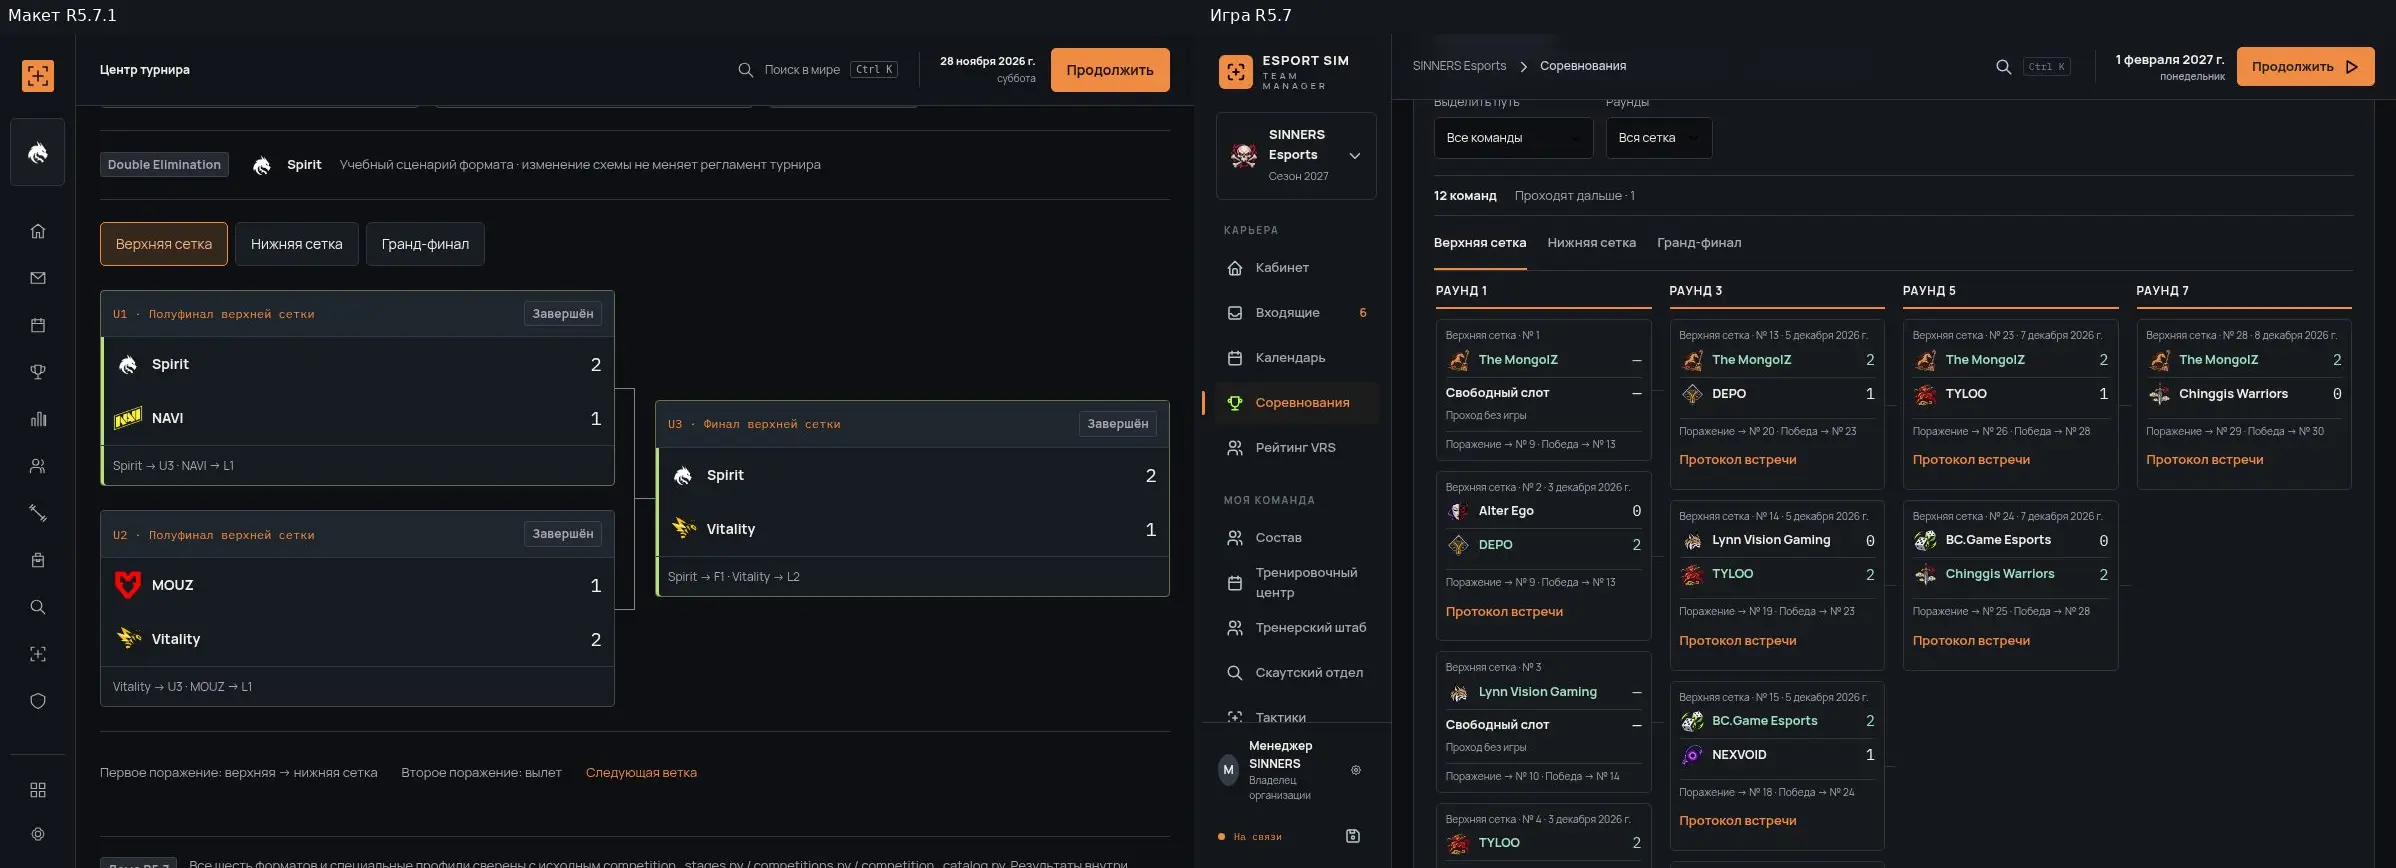 Макет R5.7.1
Центр турнира
Поиск в мире
Ctrl K
28 ноября 2026 г.
суббота
Продолжить
Double Elimination
Spirit
Учебный сценарий формата · изменение схемы не меняет регламент турнира
Верхняя сетка
Нижняя сетка
Гранд-финал
U1 · Полуфинал верхней сетки
Завершён
Spirit
2
NAVI
1
Spirit → U3 · NAVI → L1
U2 · Полуфинал верхней сетки
Завершён
MOUZ
1
Vitality
2
Vitality → U3 · MOUZ → L1
U3 · Финал верхней сетки
Завершён
Spirit
2
Vitality
1
Spirit → F1 · Vitality → L2
Первое поражение: верхняя → нижняя сетка
Второе поражение: вылет
Следующая ветка
Все шесть форматов и специальные профили сверены с исходным competition_stages.py / competitions.py / competition_catalog.py. Результаты внутри
Игра R5.7
ESPORT SIM
TEAM
MANAGER
SINNERS
Esports
Сезон 2027
КАРЬЕРА
Кабинет
Входящие
6
Календарь
Соревнования
Рейтинг VRS
МОЯ КОМАНДА
Состав
Тренировочный
центр
Тренерский штаб
Скаутский отдел
Тактики
M
Менеджер
SINNERS
Владелец
организации
На связи
SINNERS Esports
Соревнования
Ctrl K
1 февраля 2027 г.
понедельник
Продолжить
Выделить путь
Раунды
Все команды
Вся сетка
12 команд
Проходят дальше · 1
Верхняя сетка
Нижняя сетка
Гранд-финал
РАУНД 1
Верхняя сетка · № 1
The MongolZ
—
Свободный слот
—
Проход без игры
Поражение → № 9 · Победа → № 13
Верхняя сетка · № 2 · 3 декабря 2026 г.
Alter Ego
0
DEPO
2
Поражение → № 9 · Победа → № 13
Протокол встречи
Верхняя сетка · № 3
Lynn Vision Gaming
—
Свободный слот
—
Проход без игры
Поражение → № 10 · Победа → № 14
Верхняя сетка · № 4 · 3 декабря 2026 г.
TYLOO
2
РАУНД 3
Верхняя сетка · № 13 · 5 декабря 2026 г.
The MongolZ
2
DEPO
1
Поражение → № 20 · Победа → № 23
Протокол встречи
Верхняя сетка · № 14 · 5 декабря 2026 г.
Lynn Vision Gaming
0
TYLOO
2
Поражение → № 19 · Победа → № 23
Протокол встречи
Верхняя сетка · № 15 · 5 декабря 2026 г.
BC.Game Esports
2
NEXVOID
1
Поражение → № 18 · Победа → № 24
Протокол встречи
РАУНД 5
Верхняя сетка · № 23 · 7 декабря 2026 г.
The MongolZ
2
TYLOO
1
Поражение → № 26 · Победа → № 28
Протокол встречи
Верхняя сетка · № 24 · 7 декабря 2026 г.
BC.Game Esports
0
Chinggis Warriors
2
Поражение → № 25 · Победа → № 28
Протокол встречи
РАУНД 7
Верхняя сетка · № 28 · 8 декабря 2026 г.
The MongolZ
2
Chinggis Warriors
0
Поражение → № 29 · Победа → № 30
Протокол встречи